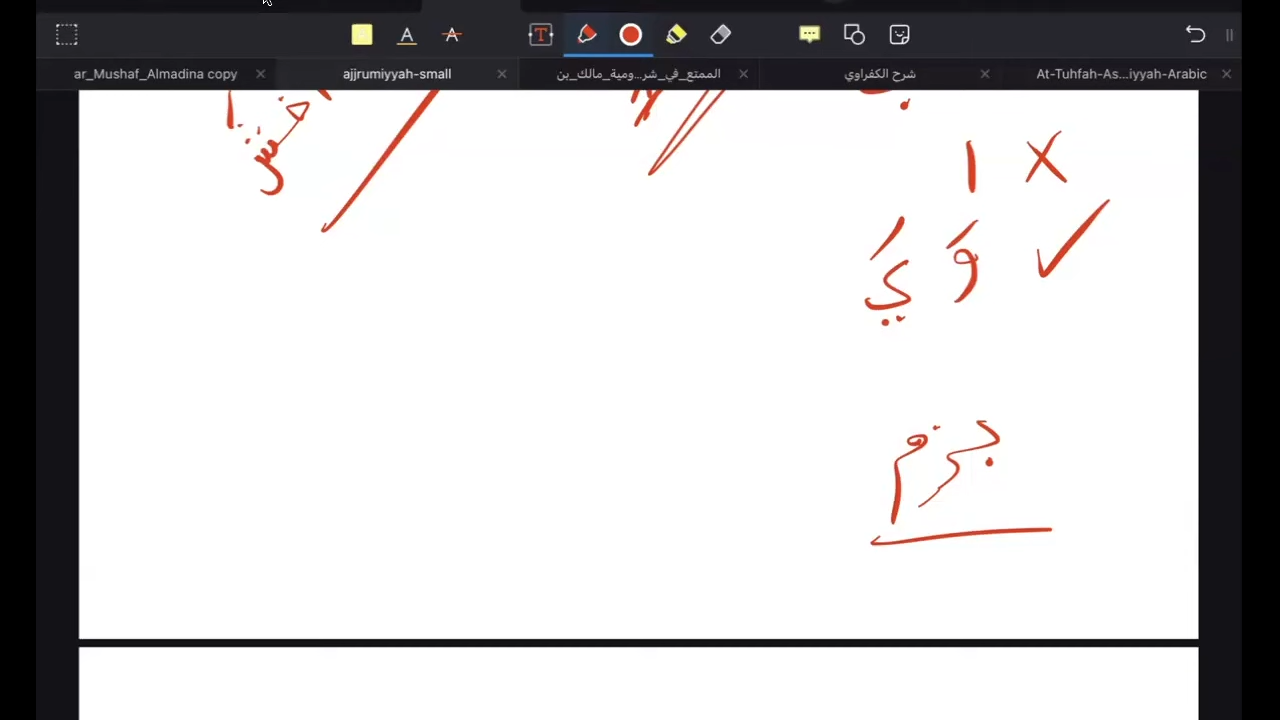 ar_Mushaf_Almadina copy
ajjrumiyyah-small
الممتع_في_شر...ومية_مالك_بن
شرح الكفراوي
At-Tuhfah-As...iyyah-Arabic
ا X
وَ يَ ✓
جزم